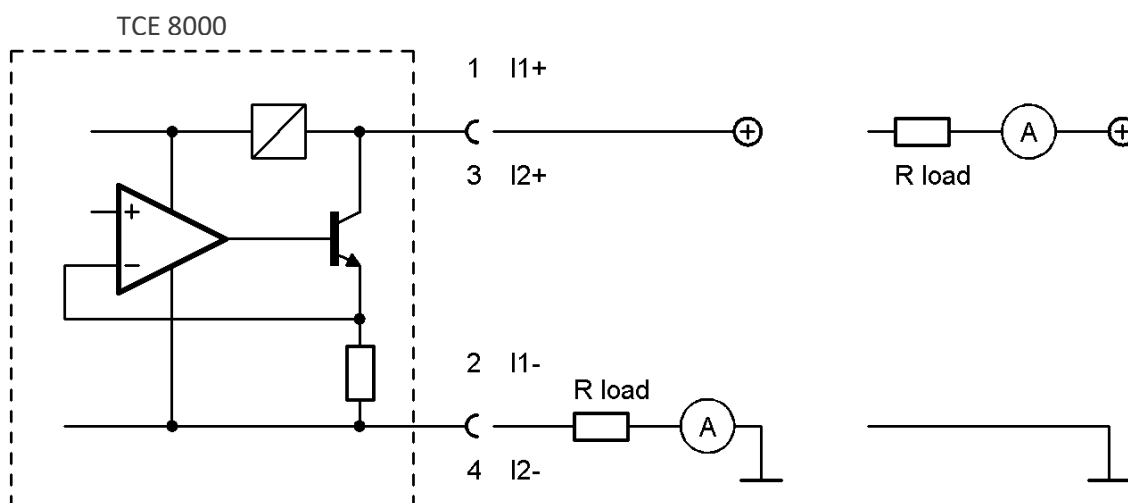 TCE 8000
1 I1+
3 I2+
+
−
R load
A
+
+
2 I1-
4 I2-
R load
A